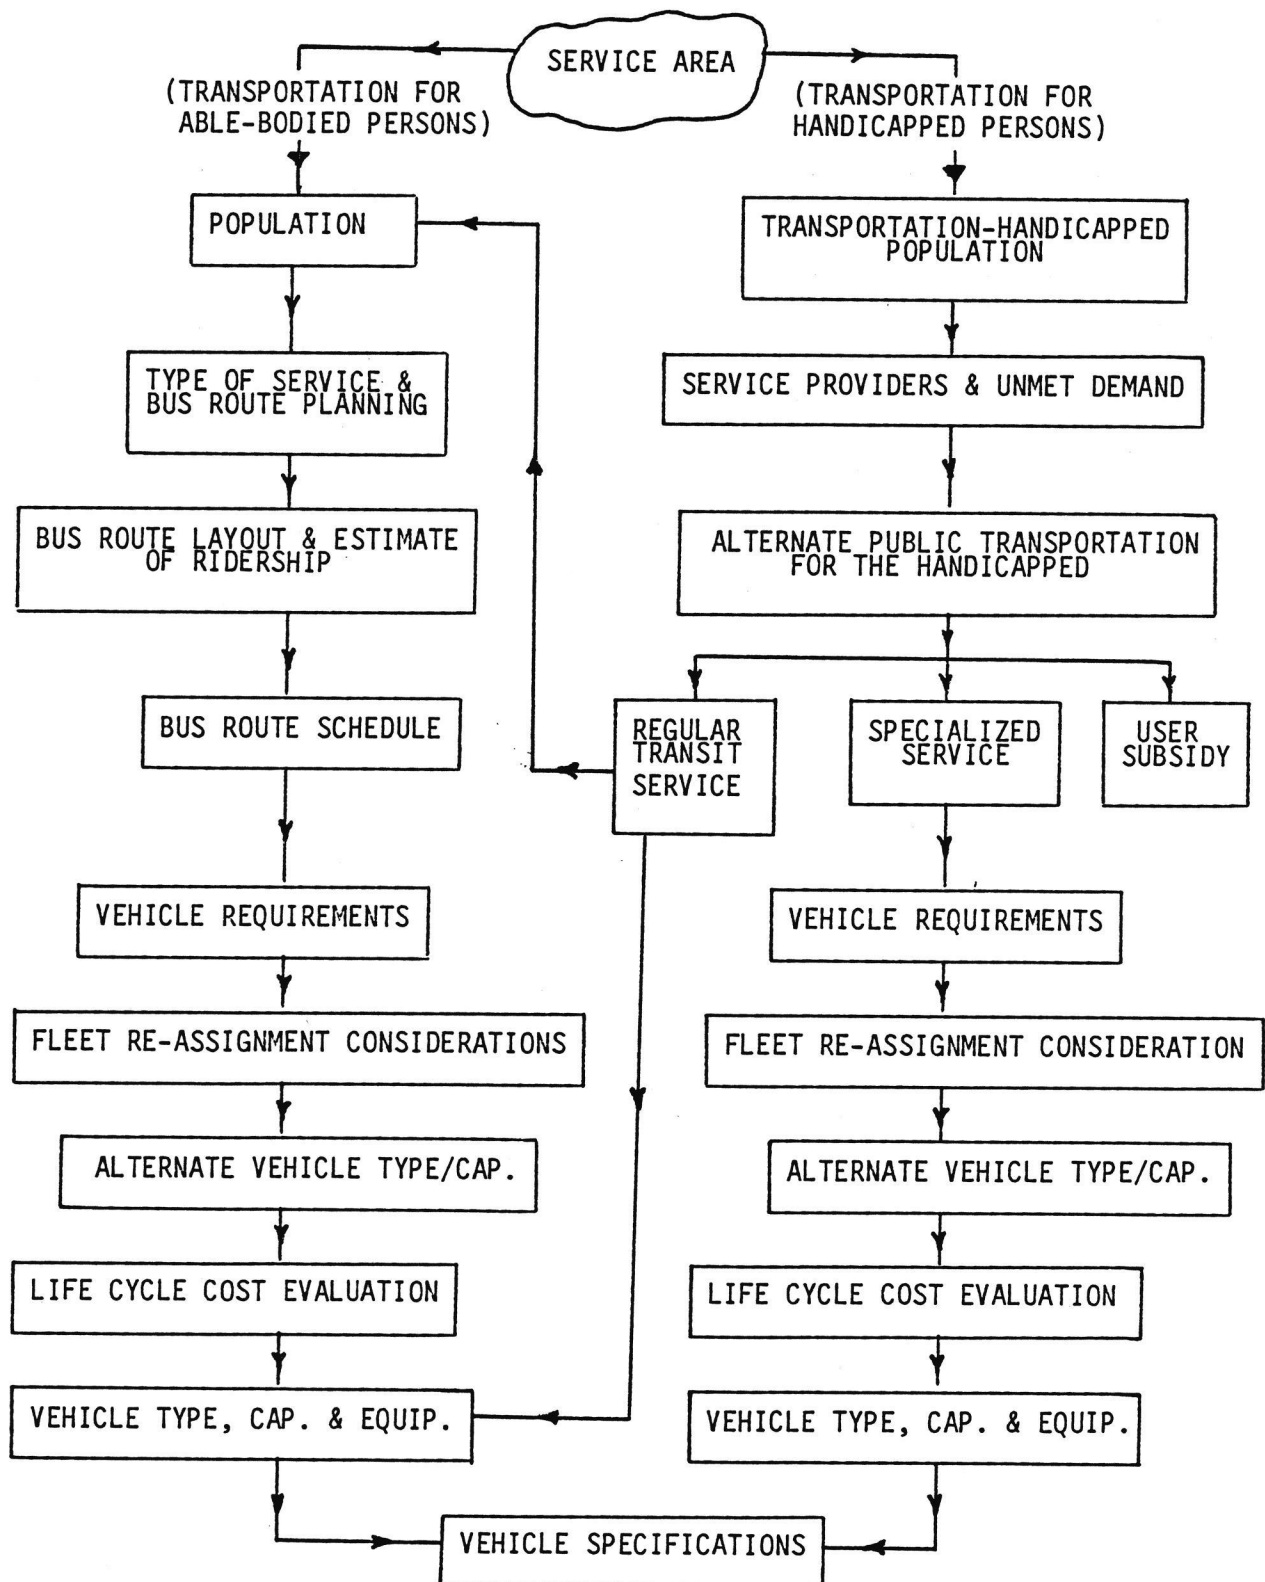 SERVICE AREA
(TRANSPORTATION FOR
ABLE-BODIED PERSONS)
(TRANSPORTATION FOR
HANDICAPPED PERSONS)
POPULATION
TRANSPORTATION-HANDICAPPED
POPULATION
TYPE OF SERVICE &
BUS ROUTE PLANNING
SERVICE PROVIDERS & UNMET DEMAND
BUS ROUTE LAYOUT & ESTIMATE
OF RIDERSHIP
ALTERNATE PUBLIC TRANSPORTATION
FOR THE HANDICAPPED
BUS ROUTE SCHEDULE
REGULAR
TRANSIT
SERVICE
SPECIALIZED
SERVICE
USER
SUBSIDY
VEHICLE REQUIREMENTS
VEHICLE REQUIREMENTS
FLEET RE-ASSIGNMENT CONSIDERATIONS
FLEET RE-ASSIGNMENT CONSIDERATION
ALTERNATE VEHICLE TYPE/CAP.
ALTERNATE VEHICLE TYPE/CAP.
LIFE CYCLE COST EVALUATION
LIFE CYCLE COST EVALUATION
VEHICLE TYPE, CAP. & EQUIP.
VEHICLE TYPE, CAP. & EQUIP.
VEHICLE SPECIFICATIONS